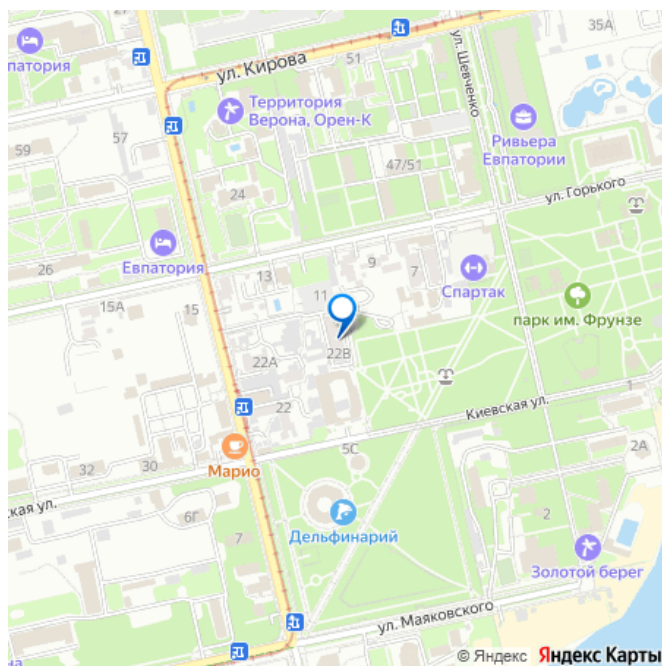 35А
ул. Кирова
51
ул. Шевченко
впатория
Территория
Верона, Орен-К
57
59
Ривьера
Евпатории
47/51
24
ул. Горького
Евпатория
26
13
9
7
Спартак
11
15А
15
парк им. Фрунзе
22В
22А
22
Киевская ул.
1
5С
2А
Марио
32
30
ская ул.
6Г
2
7
Дельфинарий
Золотой берег
ул. Маяковского
на
© Яндекс Яндекс Карты